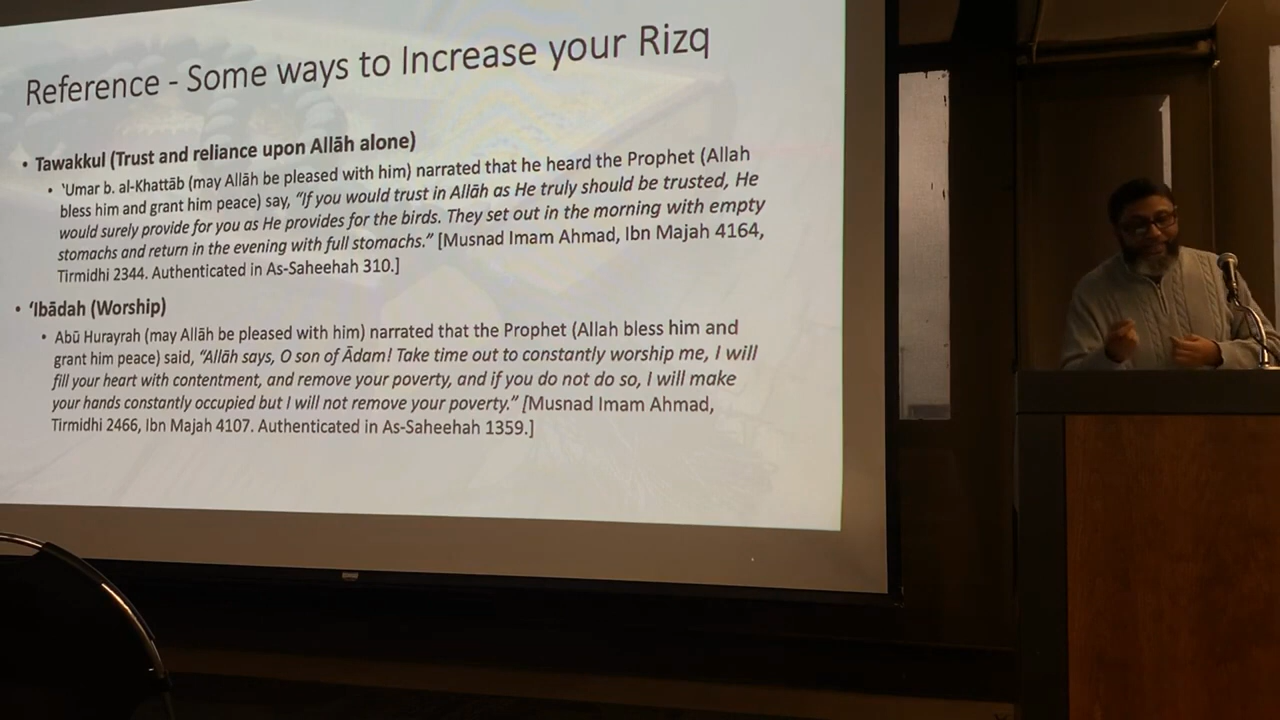 Reference - Some ways to Increase your Rizq
• Tawakkul (Trust and reliance upon Allāh alone)
• 'Umar b. al-Khattāb (may Allāh be pleased with him) narrated that he heard the Prophet (Allah
bless him and grant him peace) say, “If you would trust in Allāh as He truly should be trusted, He
would surely provide for you as He provides for the birds. They set out in the morning with empty
stomachs and return in the evening with full stomachs.” [Musnad Imam Ahmad, Ibn Majah 4164,
Tirmidhi 2344. Authenticated in As-Saheehah 310.]
• ‘Ibādah (Worship)
• Abū Hurayrah (may Allāh be pleased with him) narrated that the Prophet (Allah bless him and
grant him peace) said, “Allāh says, O son of Ādam! Take time out to constantly worship me, I will
fill your heart with contentment, and remove your poverty, and if you do not do so, I will make
your hands constantly occupied but I will not remove your poverty.” [Musnad Imam Ahmad,
Tirmidhi 2466, Ibn Majah 4107. Authenticated in As-Saheehah 1359.]